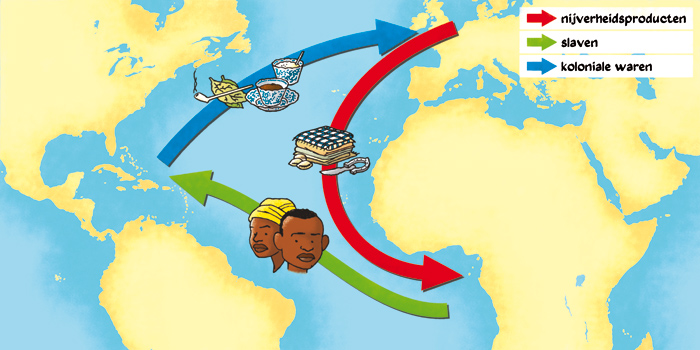 nijverheidsproducten
slaven
koloniale waren